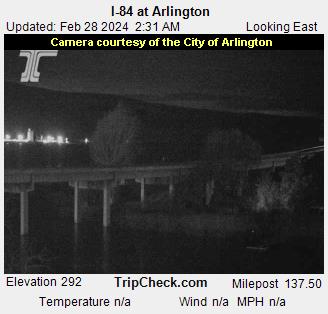 I-84 at Arlington
Updated: Feb 28 2024 2:31 AM Looking East
Camera courtesy of the City of Arlington
Elevation 292 TripCheck.com Milepost 137.50
Temperature n/a Wind n/a MPH n/a